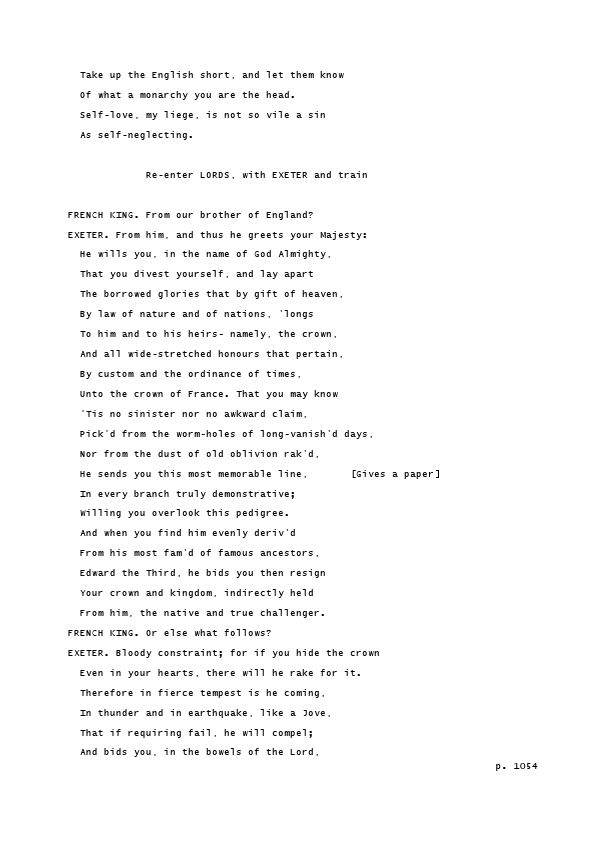 Take up the English short, and let them know
Of what a monarchy you are the head.
Self-love, my liege, is not so vile a sin
As self-neglecting.
Re-enter LORDS, with EXETER and train
FRENCH KING. From our brother of England?
EXETER. From him, and thus he greets your Majesty:
He wills you, in the name of God Almighty,
That you divest yourself, and lay apart
The borrowed glories that by gift of heaven,
By law of nature and of nations, 'longs
To him and to his heirs- namely, the crown,
And all wide-stretched honours that pertain,
By custom and the ordinance of times,
Unto the crown of France. That you may know
'Tis no sinister nor no awkward claim,
Pick'd from the worm-holes of long-vanish'd days,
Nor from the dust of old oblivion rak'd,
He sends you this most memorable line, [Gives a paper]
In every branch truly demonstrative;
Willing you overlook this pedigree.
And when you find him evenly deriv'd
From his most fam'd of famous ancestors,
Edward the Third, he bids you then resign
Your crown and kingdom, indirectly held
From him, the native and true challenger.
FRENCH KING. Or else what follows?
EXETER. Bloody constraint; for if you hide the crown
Even in your hearts, there will he rake for it.
Therefore in fierce tempest is he coming,
In thunder and in earthquake, like a Jove,
That if requiring fail, he will compel;
And bids you, in the bowels of the Lord,
p. 1054